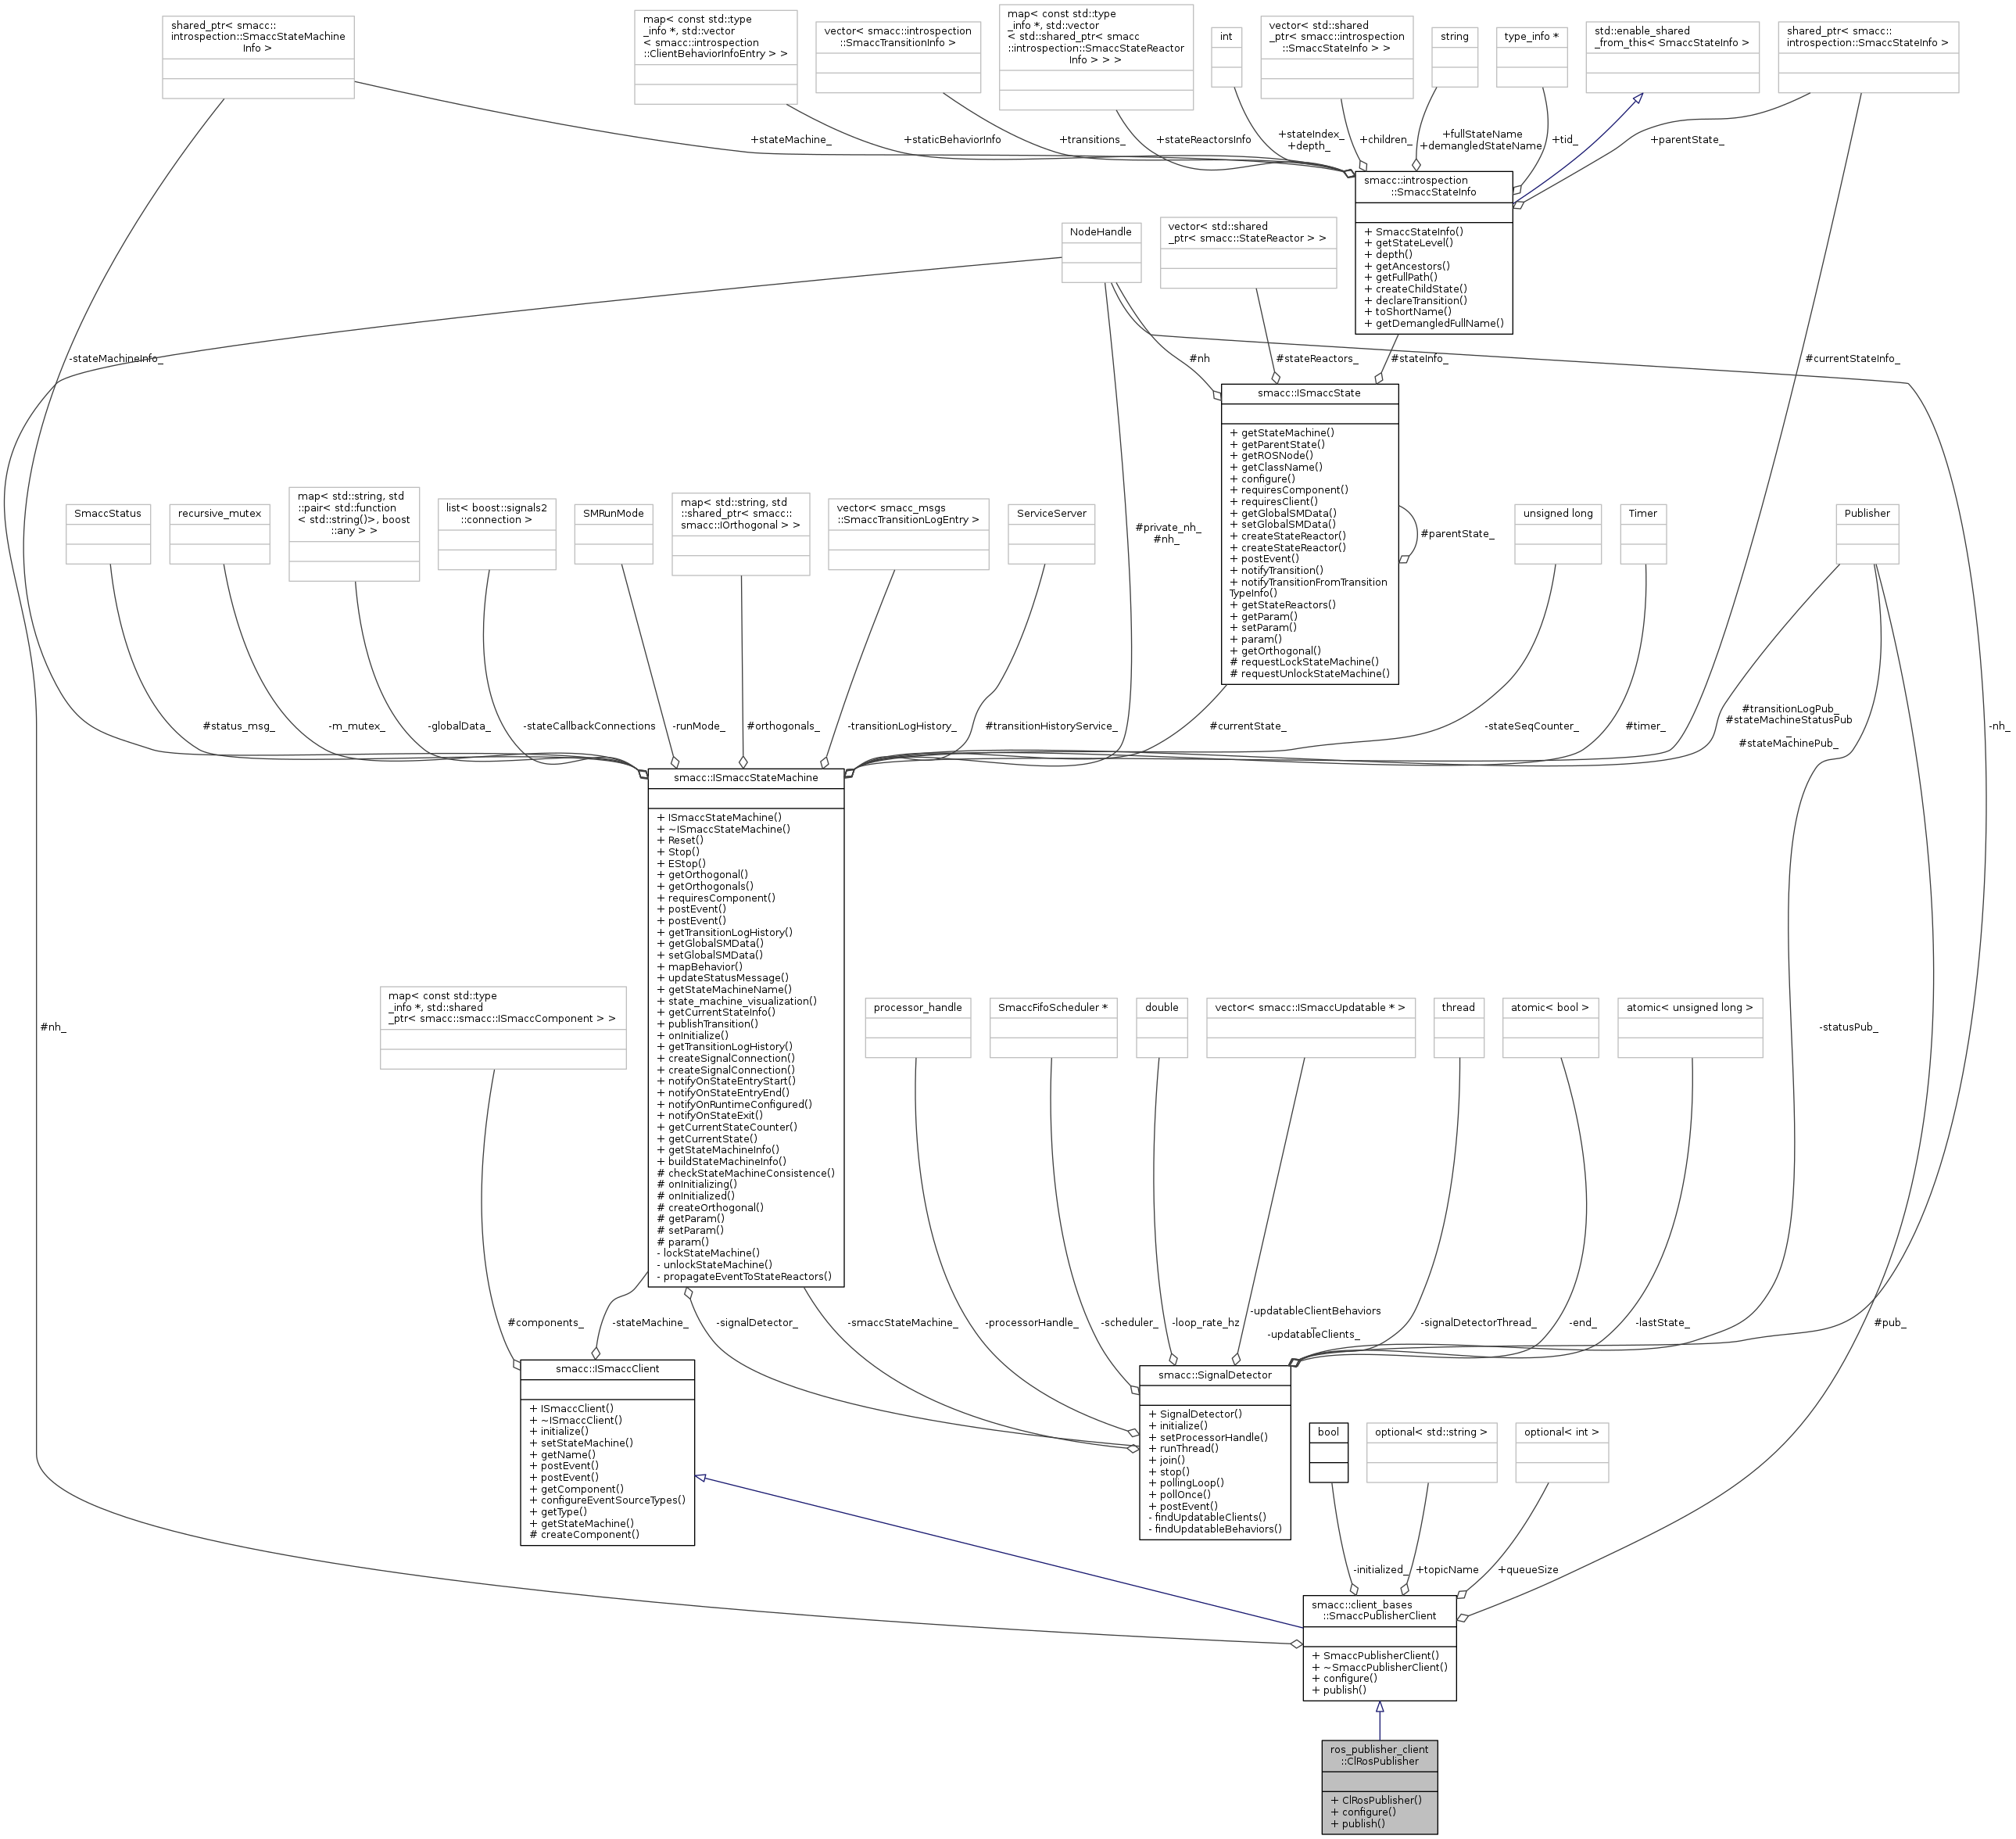 shared_ptr< smacc::
introspection::SmaccStateMachine
Info >
map< const std::type
_info *, std::vector
< smacc::introspection
::ClientBehaviorInfoEntry > >
vector< smacc::introspection
::SmaccTransitionInfo >
map< const std::type
_info *, std::vector
< std::shared_ptr< smacc
::introspection::SmaccStateReactor
Info > > >
int
vector< std::shared
_ptr< smacc::introspection
::SmaccStateInfo > >
string
type_info *
std::enable_shared
_from_this< SmaccStateInfo >
shared_ptr< smacc::
introspection::SmaccStateInfo >
+stateMachine_
+staticBehaviorInfo
+transitions_
+stateReactorsInfo
+stateIndex_
+depth_
+children_
+fullStateName
+demangledStateName
+tid_
+parentState_
smacc::introspection
::SmaccStateInfo
+ SmaccStateInfo()
+ getStateLevel()
+ depth()
+ getAncestors()
+ getFullPath()
+ createChildState()
+ declareTransition()
+ toShortName()
+ getDemangledFullName()
NodeHandle
vector< std::shared
_ptr< smacc::StateReactor > >
-stateMachineInfo_
#nh
#stateReactors_
#stateInfo_
#currentStateInfo_
smacc::ISmaccState
+ getStateMachine()
+ getParentState()
+ getROSNode()
+ getClassName()
+ configure()
+ requiresComponent()
+ requiresClient()
+ getGlobalSMData()
+ setGlobalSMData()
+ createStateReactor()
+ createStateReactor()
+ postEvent()
+ notifyTransition()
+ notifyTransitionFromTransition
TypeInfo()
+ getStateReactors()
+ getParam()
+ setParam()
+ param()
+ getOrthogonal()
# requestLockStateMachine()
# requestUnlockStateMachine()
#parentState_
SmaccStatus
recursive_mutex
map< std::string, std
::pair< std::function
< std::string()>, boost
::any > >
list< boost::signals2
::connection >
SMRunMode
map< std::string, std
::shared_ptr< smacc::
smacc::IOrthogonal > >
vector< smacc_msgs
::SmaccTransitionLogEntry >
ServiceServer
#private_nh_
#nh_
unsigned long
Timer
Publisher
#status_msg_
-m_mutex_
-globalData_
-stateCallbackConnections
-runMode_
#orthogonals_
-transitionLogHistory_
#transitionHistoryService_
#currentState_
-stateSeqCounter_
#timer_
#transitionLogPub_
#stateMachineStatusPub
_
#stateMachinePub_
-nh_
smacc::ISmaccStateMachine
+ ISmaccStateMachine()
+ ~ISmaccStateMachine()
+ Reset()
+ Stop()
+ EStop()
+ getOrthogonal()
+ getOrthogonals()
+ requiresComponent()
+ postEvent()
+ postEvent()
+ getTransitionLogHistory()
+ getGlobalSMData()
+ setGlobalSMData()
+ mapBehavior()
+ updateStatusMessage()
+ getStateMachineName()
+ state_machine_visualization()
+ getCurrentStateInfo()
+ publishTransition()
+ onInitialize()
+ getTransitionLogHistory()
+ createSignalConnection()
+ createSignalConnection()
+ notifyOnStateEntryStart()
+ notifyOnStateEntryEnd()
+ notifyOnRuntimeConfigured()
+ notifyOnStateExit()
+ getCurrentStateCounter()
+ getCurrentState()
+ getStateMachineInfo()
+ buildStateMachineInfo()
# checkStateMachineConsistence()
# onInitializing()
# onInitialized()
# createOrthogonal()
# getParam()
# setParam()
# param()
- lockStateMachine()
- unlockStateMachine()
- propagateEventToStateReactors()
map< const std::type
_info *, std::shared
_ptr< smacc::smacc::ISmaccComponent > >
processor_handle
SmaccFifoScheduler *
double
vector< smacc::ISmaccUpdatable * >
thread
atomic< bool >
atomic< unsigned long >
#nh_
-statusPub_
#components_
-stateMachine_
-signalDetector_
-smaccStateMachine_
-processorHandle_
-scheduler_
-loop_rate_hz
-updatableClientBehaviors
_
-updatableClients_
-signalDetectorThread_
-end_
-lastState_
#pub_
smacc::ISmaccClient
+ ISmaccClient()
+ ~ISmaccClient()
+ initialize()
+ setStateMachine()
+ getName()
+ postEvent()
+ postEvent()
+ getComponent()
+ configureEventSourceTypes()
+ getType()
+ getStateMachine()
# createComponent()
smacc::SignalDetector
+ SignalDetector()
+ initialize()
+ setProcessorHandle()
+ runThread()
+ join()
+ stop()
+ pollingLoop()
+ pollOnce()
+ postEvent()
- findUpdatableClients()
- findUpdatableBehaviors()
bool
optional< std::string >
optional< int >
-initialized_
+topicName
+queueSize
smacc::client_bases
::SmaccPublisherClient
+ SmaccPublisherClient()
+ ~SmaccPublisherClient()
+ configure()
+ publish()
ros_publisher_client
::ClRosPublisher
+ ClRosPublisher()
+ configure()
+ publish()